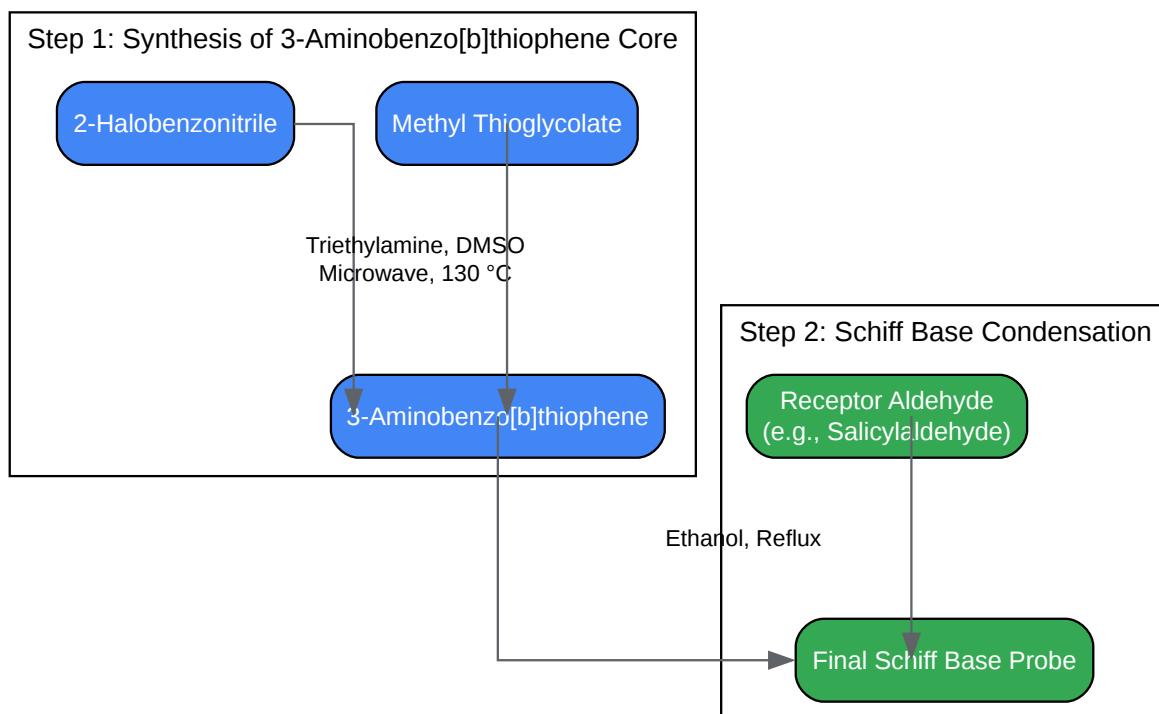 Step 1: Synthesis of 3-Aminobenzo[b]thiophene Core
2-Halobenzonitrile
Methyl Thioglycolate
Triethylamine, DMSO
Microwave, 130 °C
3-Aminobenzo[b]thiophene
Step 2: Schiff Base Condensation
Receptor Aldehyde
(e.g., Salicylaldehyde)
Ethanol, Reflux
Final Schiff Base Probe